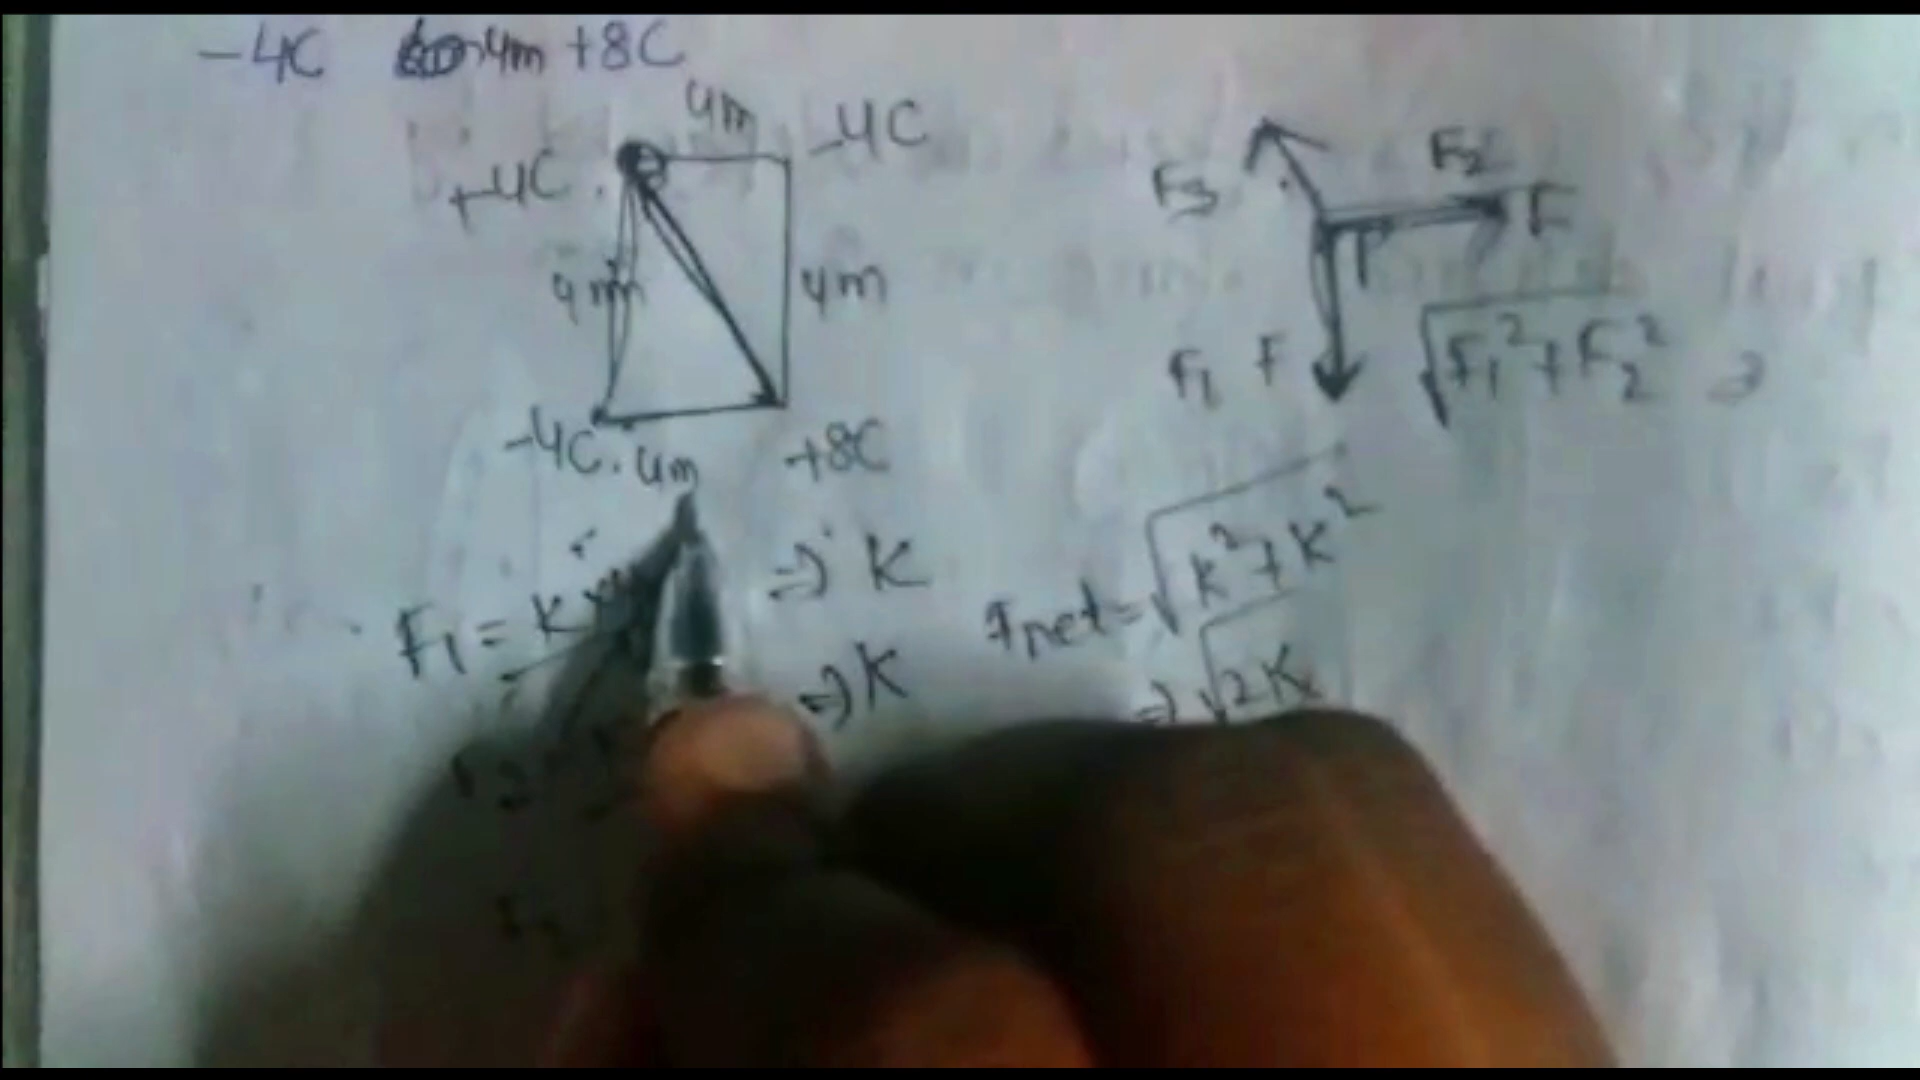 -4C 4m +8C
4m
+4C -4C
4m 4m
-4C 4m +8C
F3 F2 F
F1 F √F1²+F2²
F1 = K ⇒ K
⇒ K
Fnet = √K²+K²
⇒ √2K